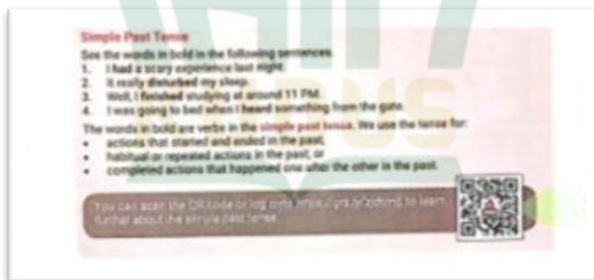 Simple Past Tense
See the words in bold in the following sentences.
1. I had a scary experience last night.
2. It really disturbed my sleep.
3. Well, I finished studying at around 11 PM.
4. I was going to bed when I heard something from the gate.
The words in bold are verbs in the simple past tense. We use the tense for:
• actions that started and ended in the past,
• habitual or repeated actions in the past, or
• completed actions that happened one after the other in the past.
You can scan the QR code or log onto to learn
further about the simple past tense